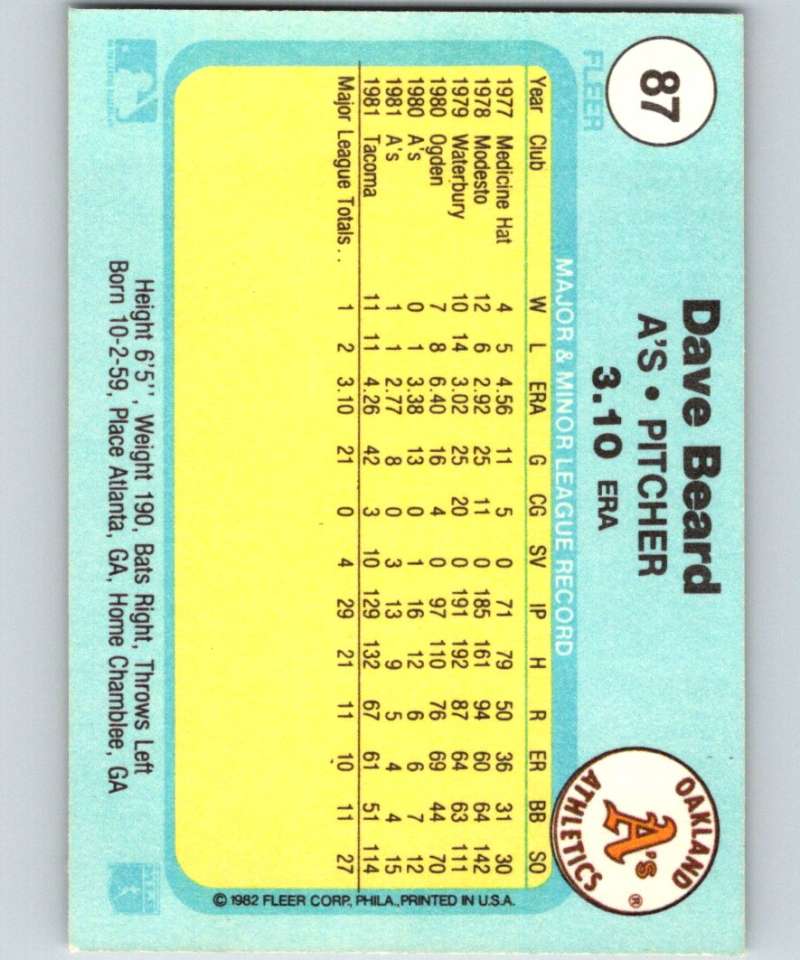 87
FLEER
Dave Beard
A'S • PITCHER
3.10 ERA
OAKLAND
A's
ATHLETICS
®
MAJOR & MINOR LEAGUE RECORD
Year Club W L ERA G CG SV IP H R ER BB SO
1977 Medicine Hat 4 5 4.56 11 5 0 71 79 50 36 31 30
1978 Modesto 12 6 2.92 25 11 0 185 161 94 60 64 142
1979 Waterbury 10 14 3.02 25 20 0 191 192 87 64 63 111
1980 Ogden 7 8 6.40 16 4 0 97 110 76 69 44 70
1980 A's 0 1 3.38 13 0 1 16 12 6 6 7 12
1981 A's 1 1 2.77 8 0 3 13 9 5 4 4 15
1981 Tacoma 11 11 4.26 42 3 10 129 132 67 61 51 114
Major League Totals . . 1 2 3.10 21 0 4 29 21 11 10 11 27
© 1982 FLEER CORP., PHILA., PRINTED IN U.S.A.
Height 6'5'', Weight 190, Bats Right, Throws Left
Born 10-2-59, Place Atlanta, GA, Home Chamblee, GA